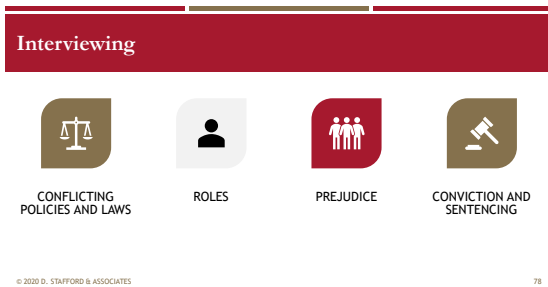 Interviewing
CONFLICTING
POLICIES AND LAWS
ROLES
PREJUDICE
CONVICTION AND
SENTENCING
© 2020 D. STAFFORD & ASSOCIATES
78